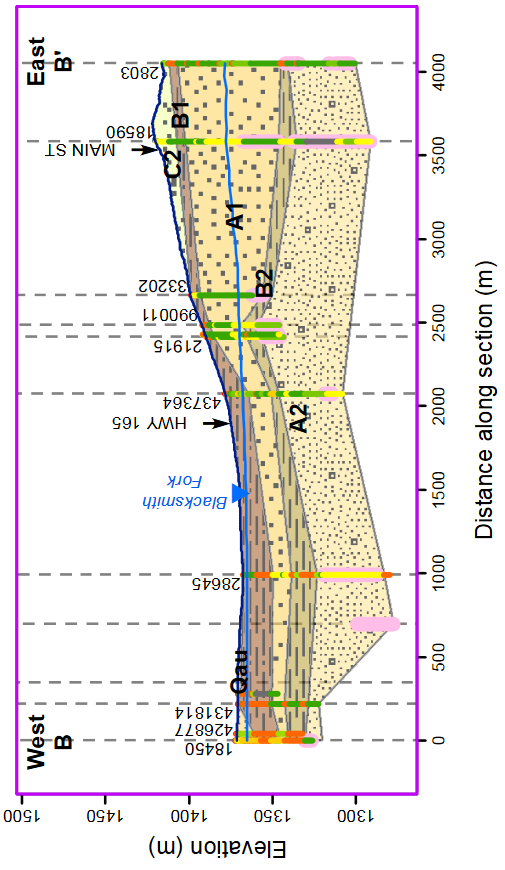 East
B'
West
B
2803
18590
MAIN ST
33202
990011
21915
437364
HWY 165
Blacksmith
Fork
26645
431814
426877
18450
C2
B1
A1
B2
A2
Qau
1500
1450
1400
1350
1300
Elevation (m)
0
500
1000
1500
2000
2500
3000
3500
4000
Distance along section (m)